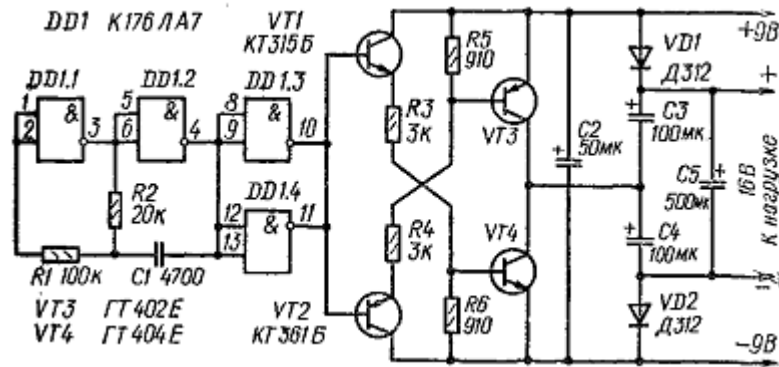 DD1 К176ЛА7
VT1
КТ315Б
+9В
DD1.1
DD1.2
DD1.3
R5
910
VD1
Д312
+
1
2
&
3
5
6
&
4
8
9
&
10
R3
3к
VT3
C2
50мк
+
C3
100мк
+
C5
500мк
+
16В
К нагрузке
R2
20к
DD1.4
12
13
&
11
R4
3к
VT4
C4
100мк
+
R1 100к
C1 4700
VT3 ГТ402Е
VT4 ГТ404Е
VT2
КТ361Б
R6
910
VD2
Д312
-9В